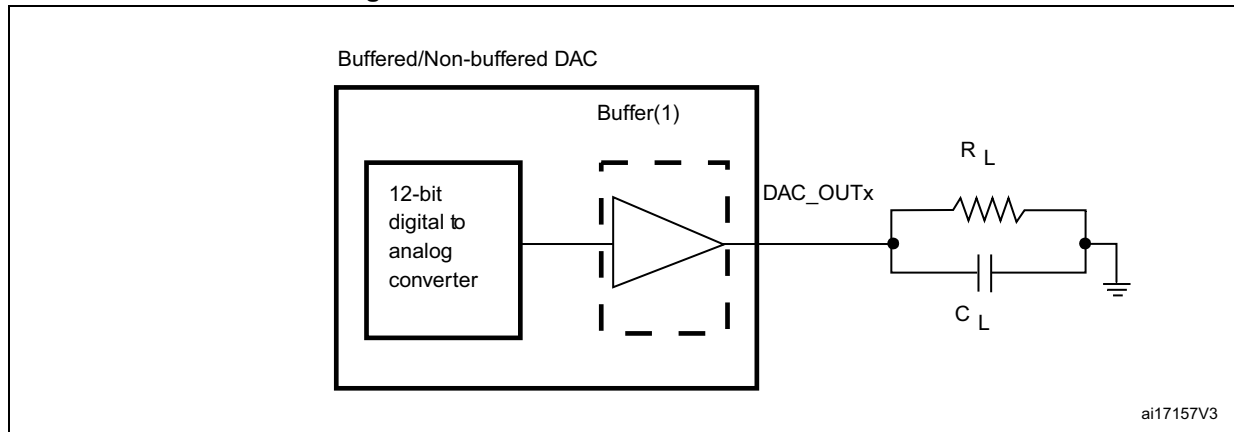 Buffered/Non-buffered DAC
Buffer(1)
12-bit
digital to
analog
converter
DAC_OUTx
R L
C L
ai17157V3